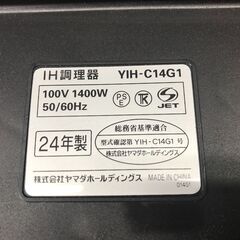 IH調理器 YIH-C14G1
100V 1400W
50/60Hz
PS
E
JET
24年製
総務省基準適合
型式確認第 YIH-C14G1 号
株式会社ヤマダホールディングス
株式会社ヤマダホールディングス MADE IN CHINA
01451